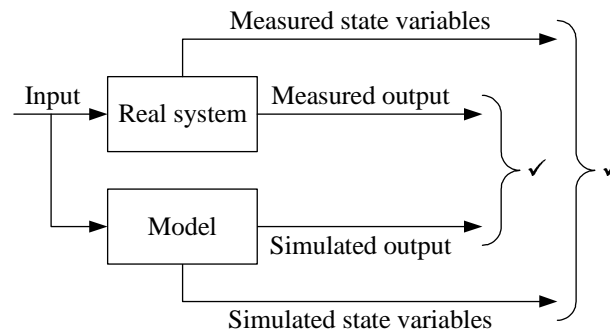 Measured state variables
Input
Real system
Measured output
✓
✓
Model
Simulated output
Simulated state variables